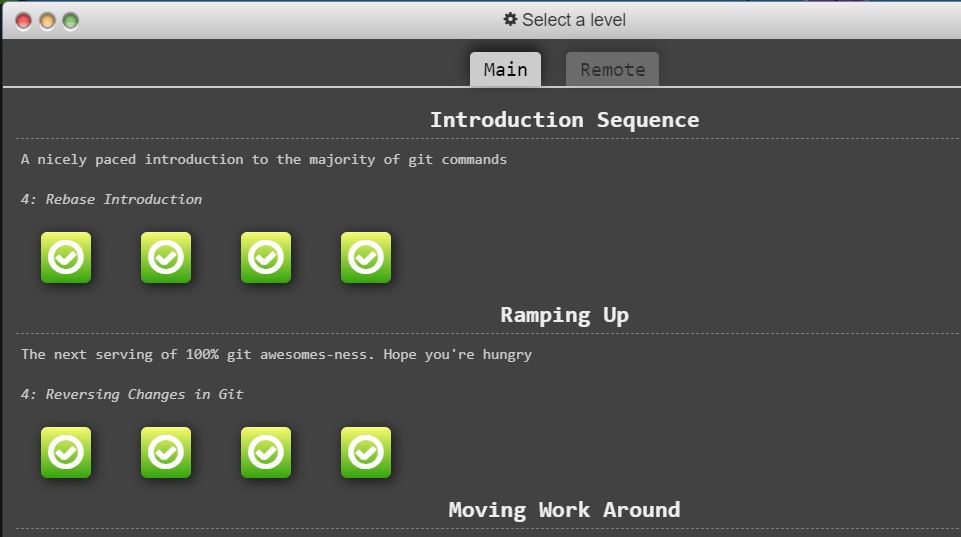 Select a level
Main Remote
Introduction Sequence
A nicely paced introduction to the majority of git commands
4: Rebase Introduction
Ramping Up
The next serving of 100% git awesomes-ness. Hope you're hungry
4: Reversing Changes in Git
Moving Work Around